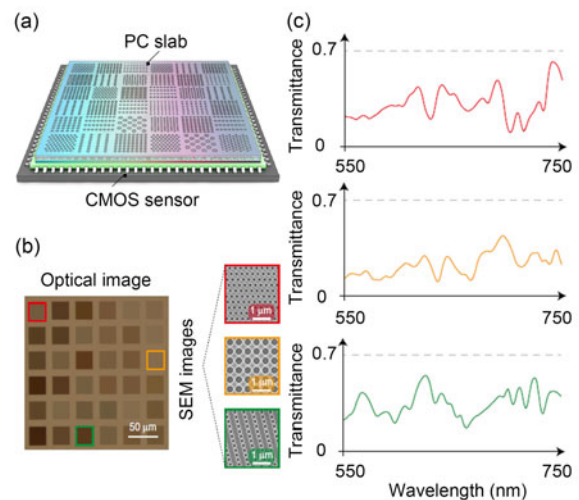 (a)
PC slab
CMOS sensor
(b)
Optical image
50 μm
SEM images
1 μm
1 μm
1 μm
(c)
Transmittance
0.7
0
550
750
Transmittance
0.7
0
550
750
Transmittance
0.7
0
550
750
Wavelength (nm)